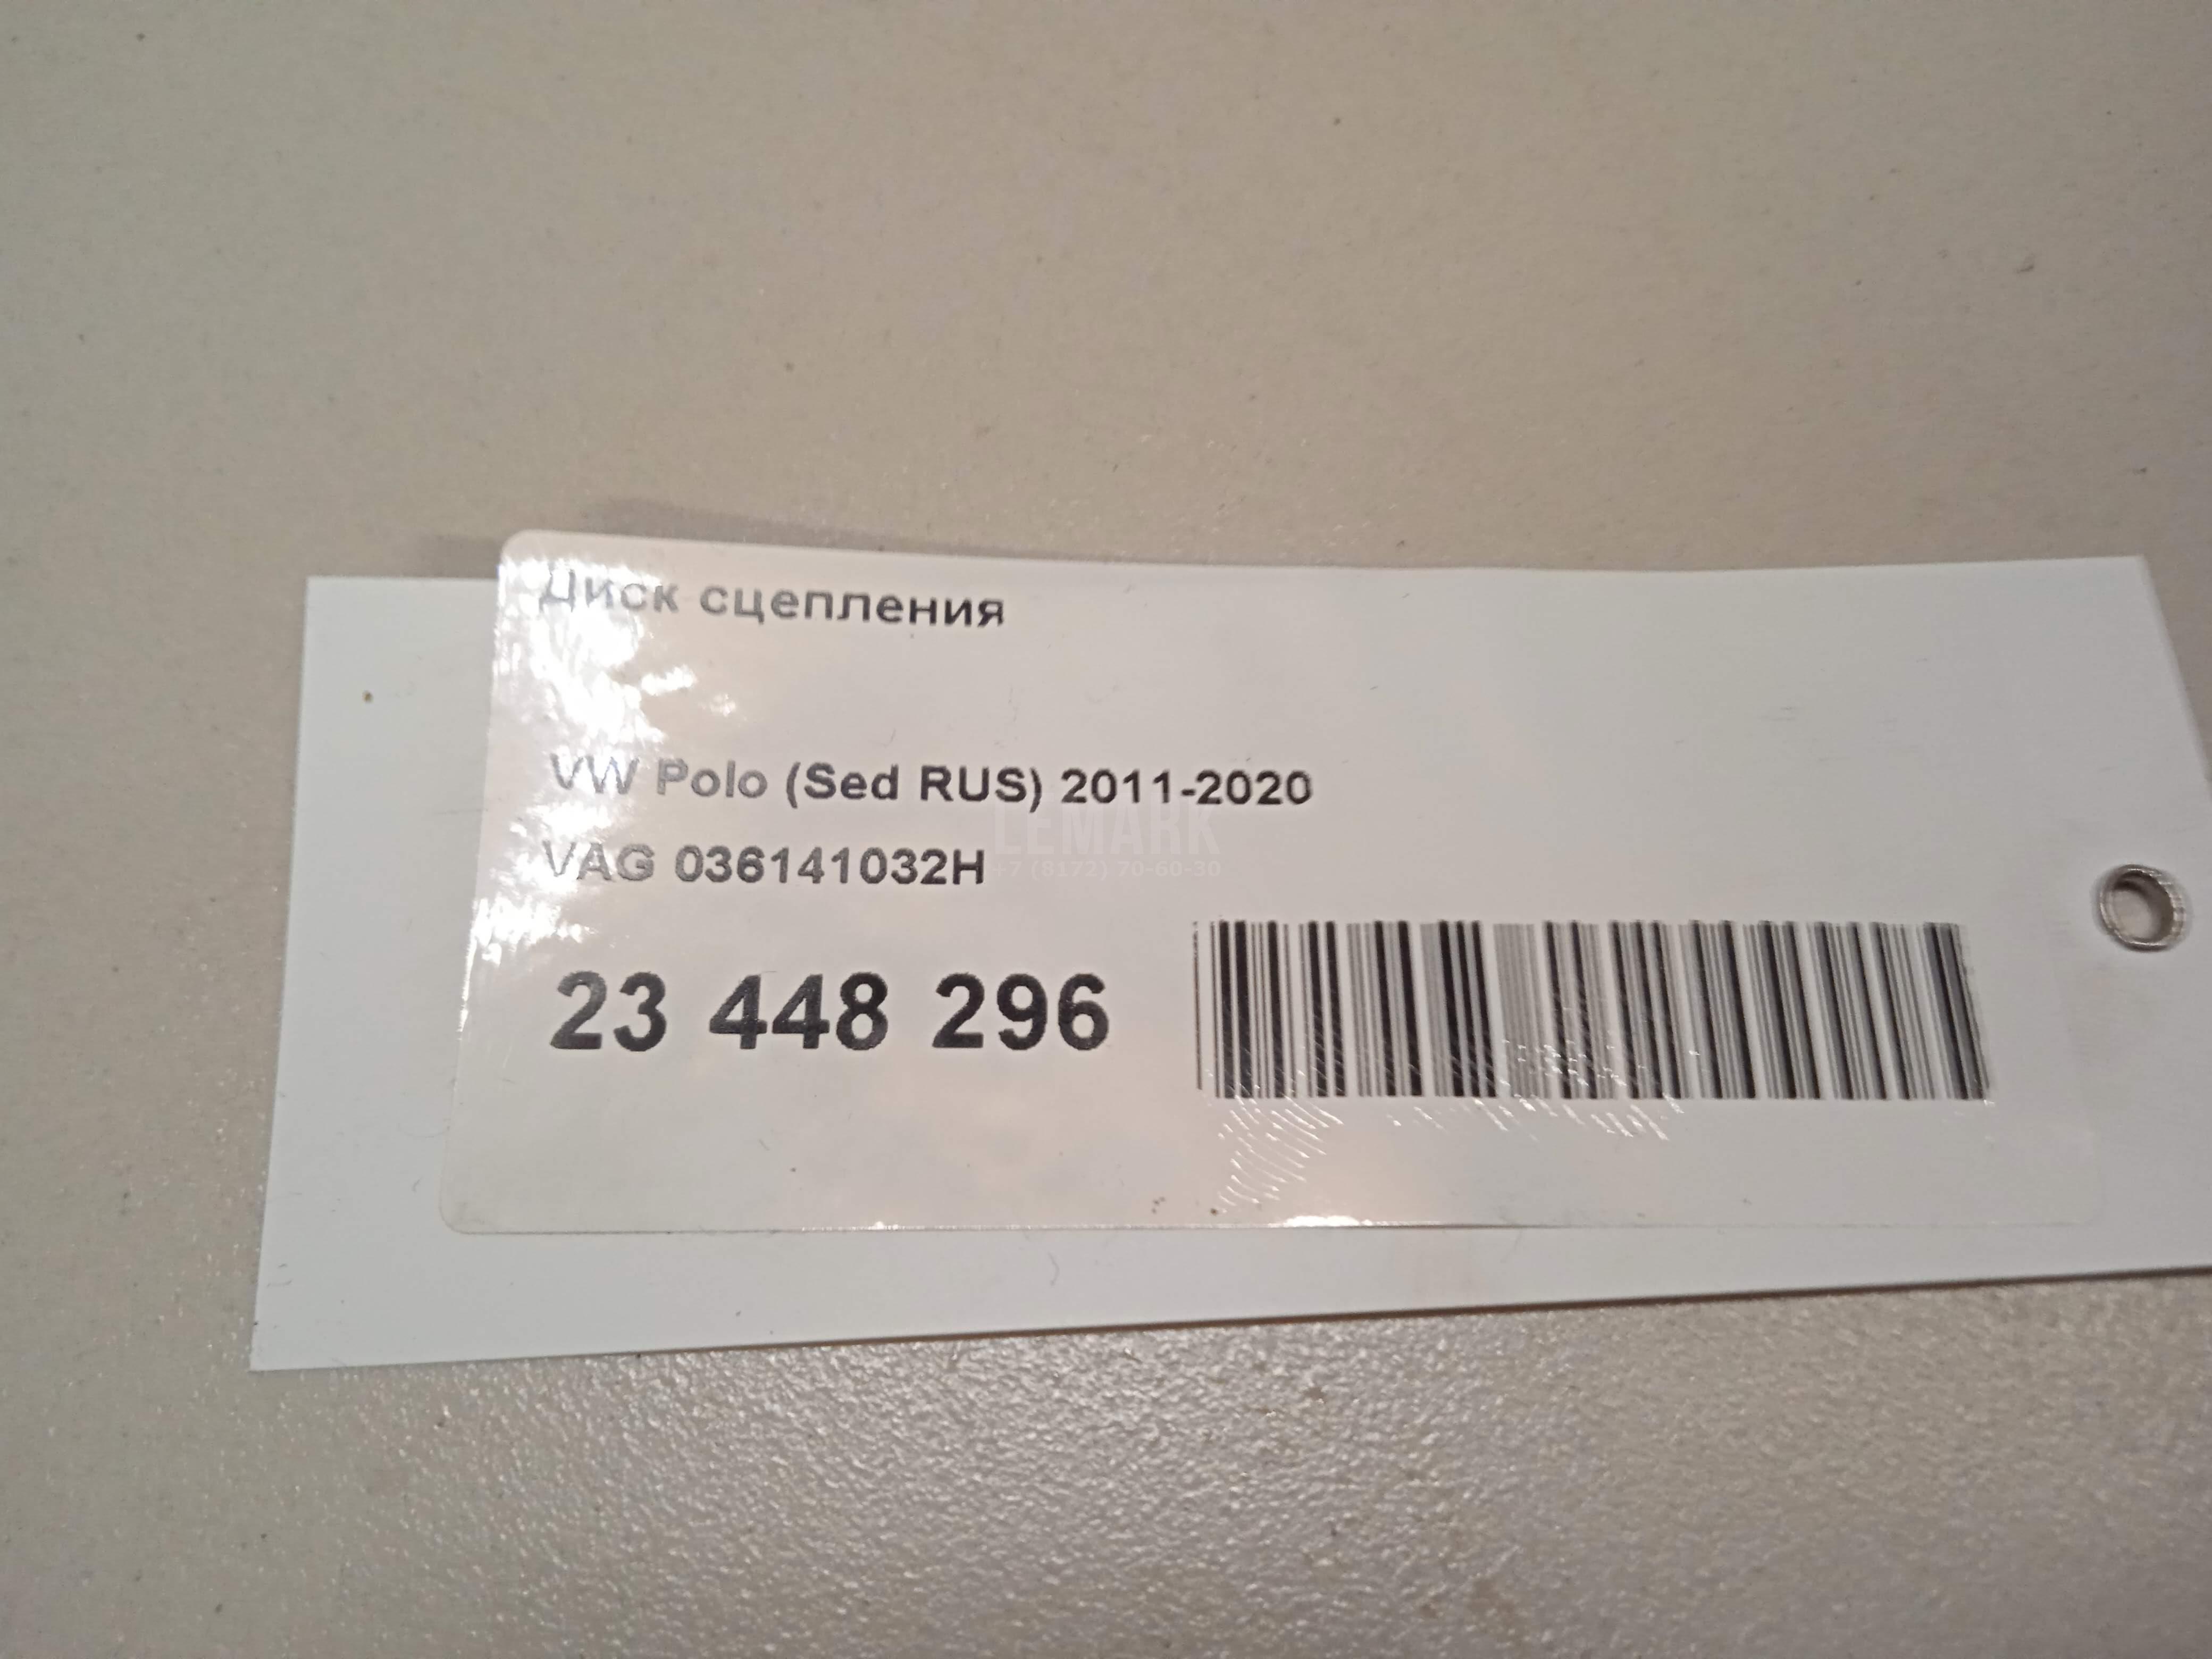 Диск сцепления
VW Polo (Sed RUS) 2011-2020
LEMARK
VAG 036141032H
+7 (8172) 70-60-30
23 448 296